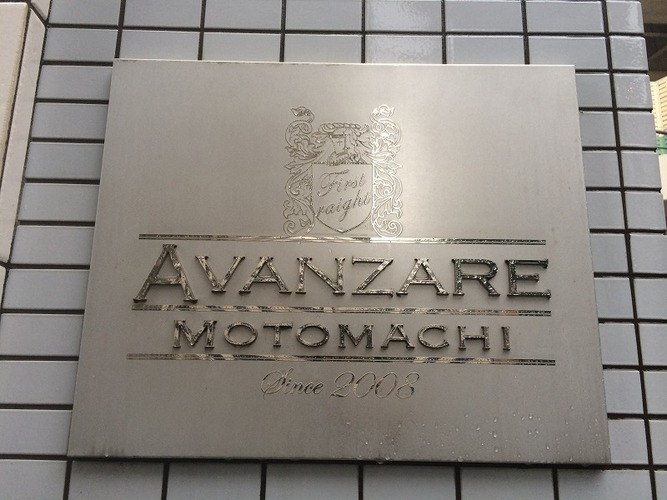 First
raight
AVANZARE
MOTOMACHI
Since 2008